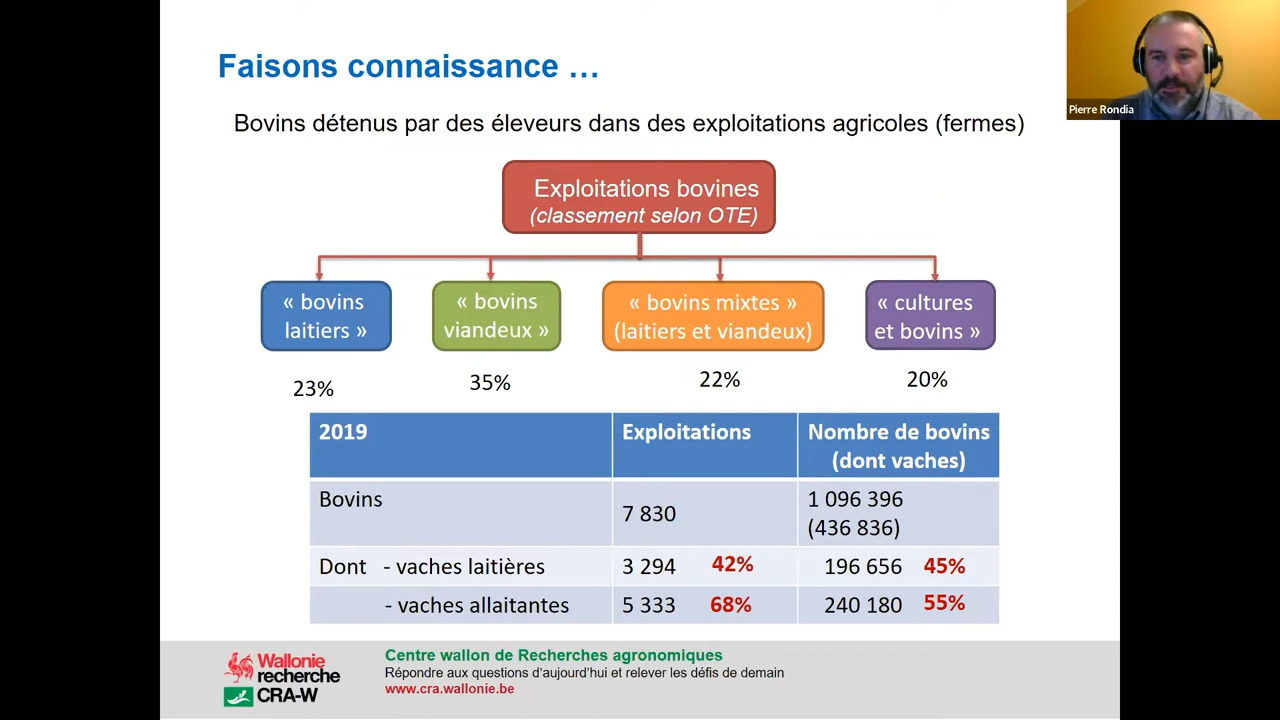 Faisons connaissance …
Pierre Rondia
Bovins détenus par des éleveurs dans des exploitations agricoles (fermes)
Exploitations bovines
(classement selon OTE)
« bovins
laitiers »
« bovins
viandeux »
« bovins mixtes »
(laitiers et viandeux)
« cultures
et bovins »
23%
35%
22%
20%
2019
Exploitations
Nombre de bovins
(dont vaches)
Bovins
7 830
1 096 396
(436 836)
Dont - vaches laitières
3 294 42%
196 656 45%
- vaches allaitantes
5 333 68%
240 180 55%
Wallonie
recherche
CRA-W
Centre wallon de Recherches agronomiques
Répondre aux questions d'aujourd'hui et relever les défis de demain
www.cra.wallonie.be